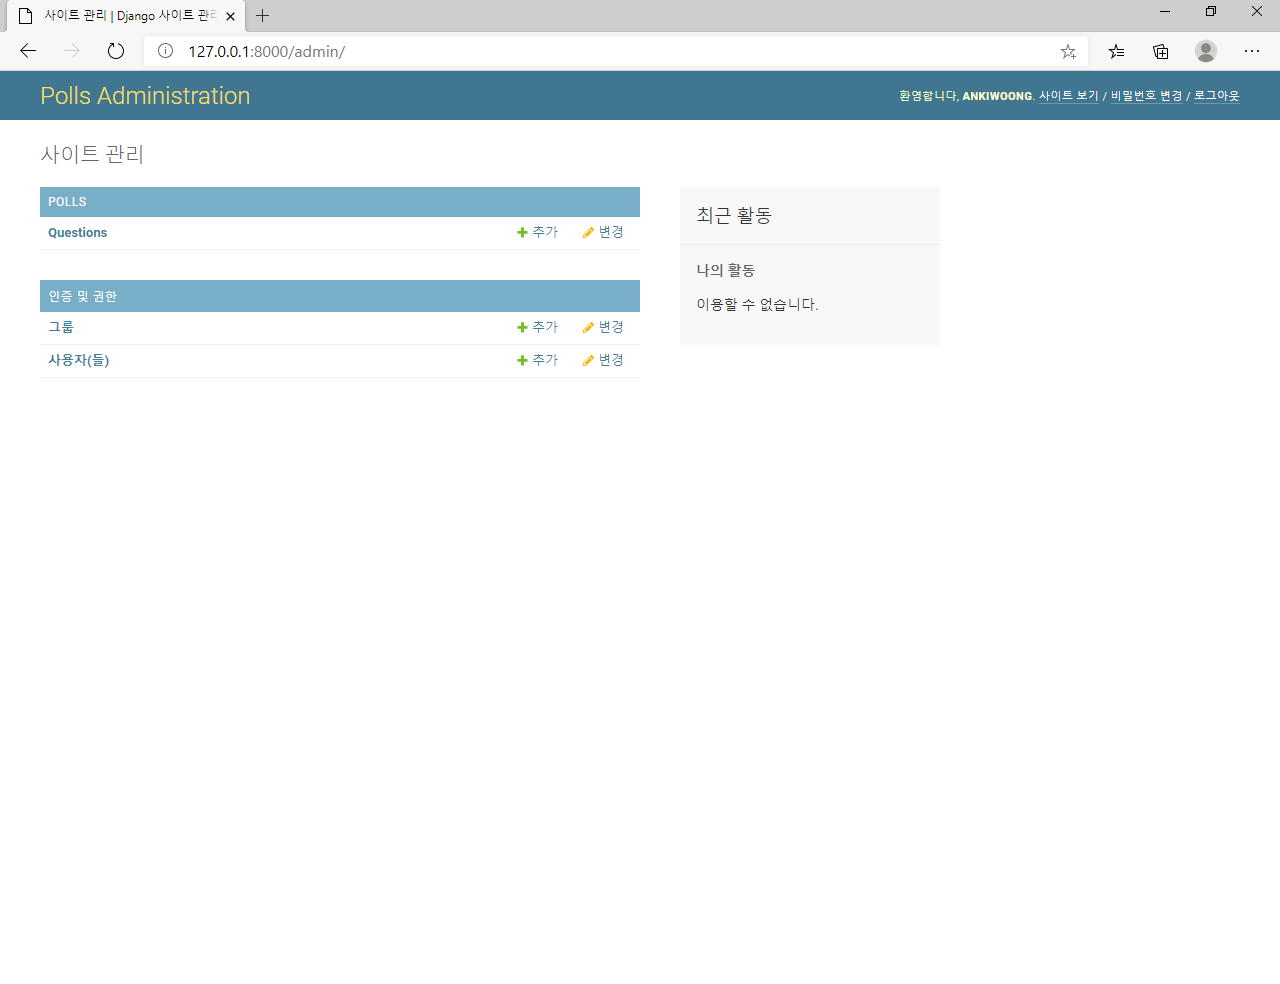 사이트 관리 | Django 사이트 관리
127.0.0.1:8000/admin/
Polls Administration
환영합니다, ANKIWOONG. 사이트 보기 / 비밀번호 변경 / 로그아웃
사이트 관리
POLLS
Questions 추가 변경
인증 및 권한
그룹 추가 변경
사용자(들) 추가 변경
최근 활동
나의 활동
이용할 수 없습니다.